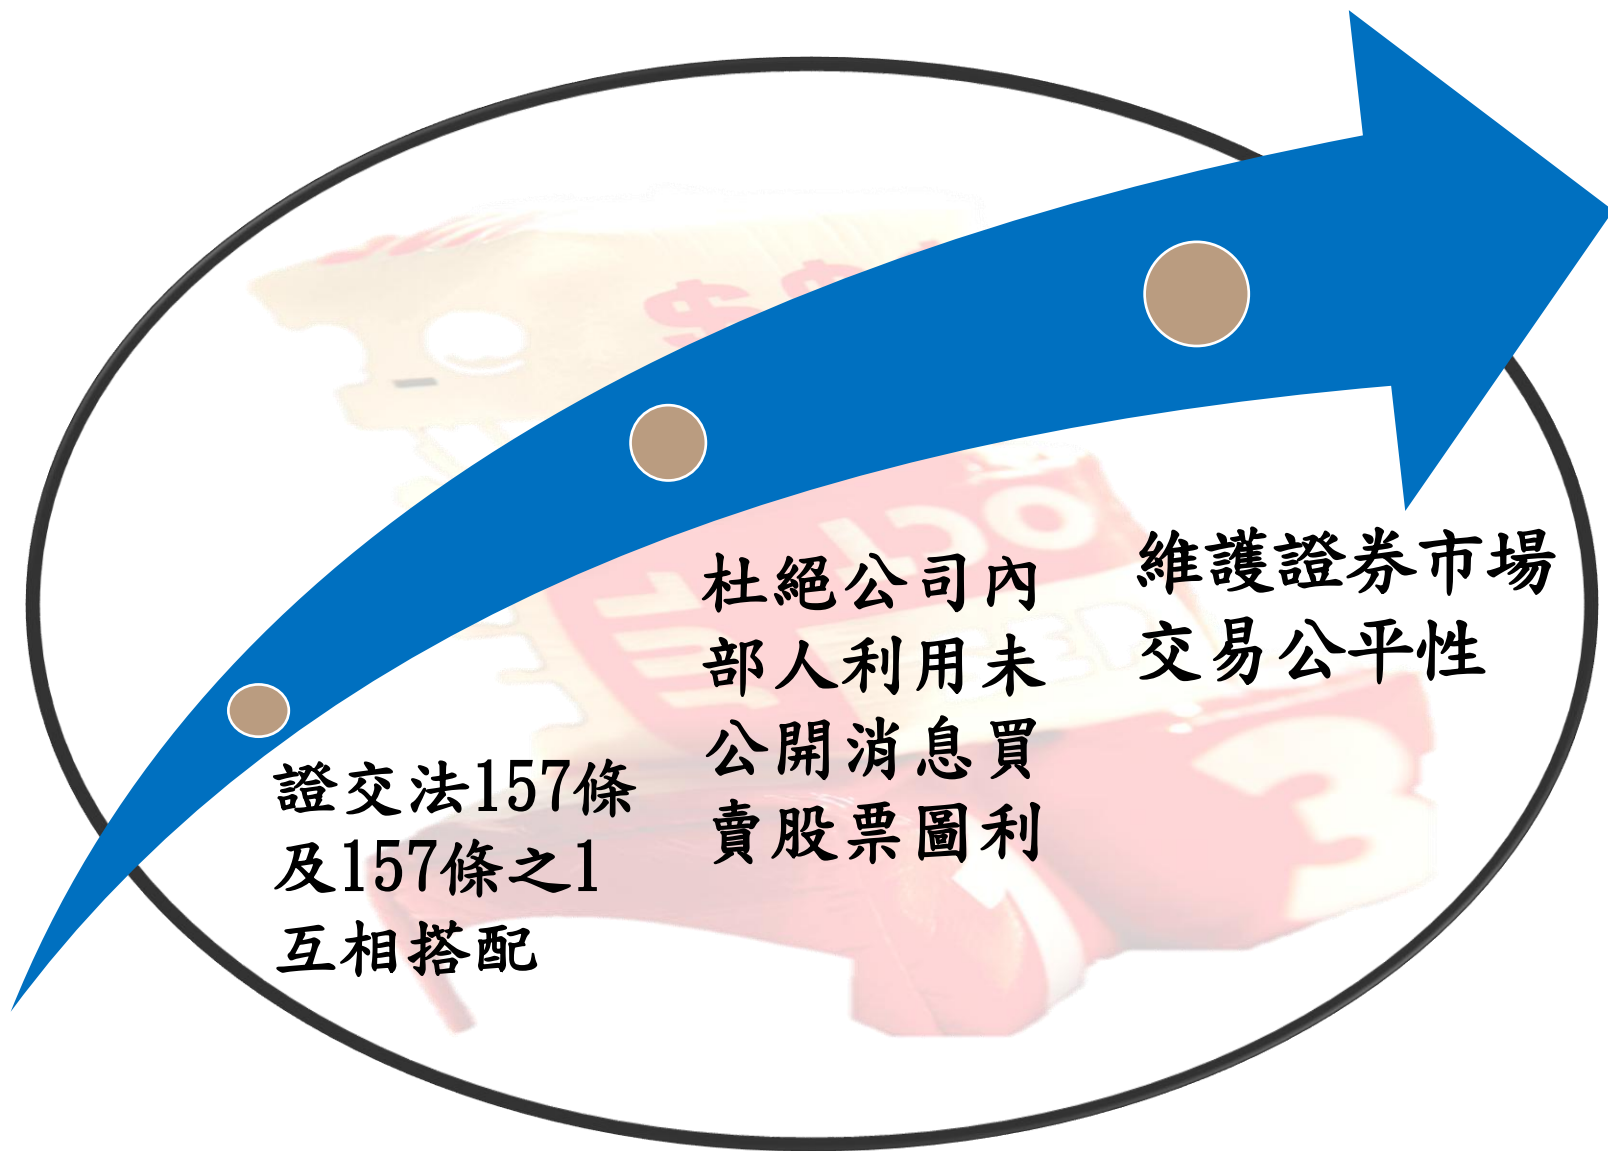 證交法157條
及157條之1
互相搭配
杜絕公司內
部人利用未
公開消息買
賣股票圖利
維護證券市場
交易公平性